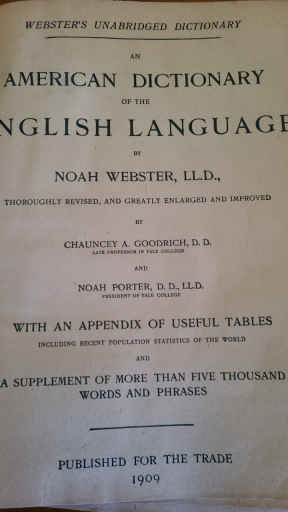 WEBSTER'S UNABRIDGED DICTIONARY
AN
AMERICAN DICTIONARY
OF THE
NGLISH LANGUAGE
BY
NOAH WEBSTER, LL.D.,
THOROUGHLY REVISED, AND GREATLY ENLARGED AND IMPROVED
BY
CHAUNCEY A. GOODRICH, D. D.
LATE PROFESSOR IN YALE COLLEGE
AND
NOAH PORTER, D. D., LL.D.
PRESIDENT OF YALE COLLEGE
WITH AN APPENDIX OF USEFUL TABLES
INCLUDING RECENT POPULATION STATISTICS OF THE WORLD
AND
A SUPPLEMENT OF MORE THAN FIVE THOUSAND
WORDS AND PHRASES
PUBLISHED FOR THE TRADE
1909